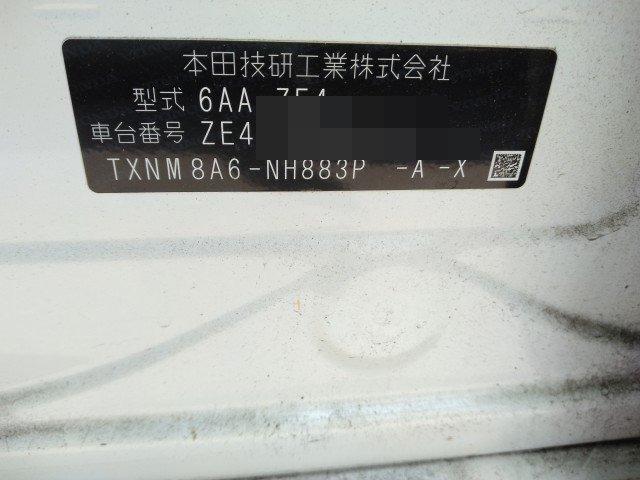 本田技研工業株式会社
型式 6AA ZE4
車台番号 ZE4
TXNM8A6-NH883P -A -X